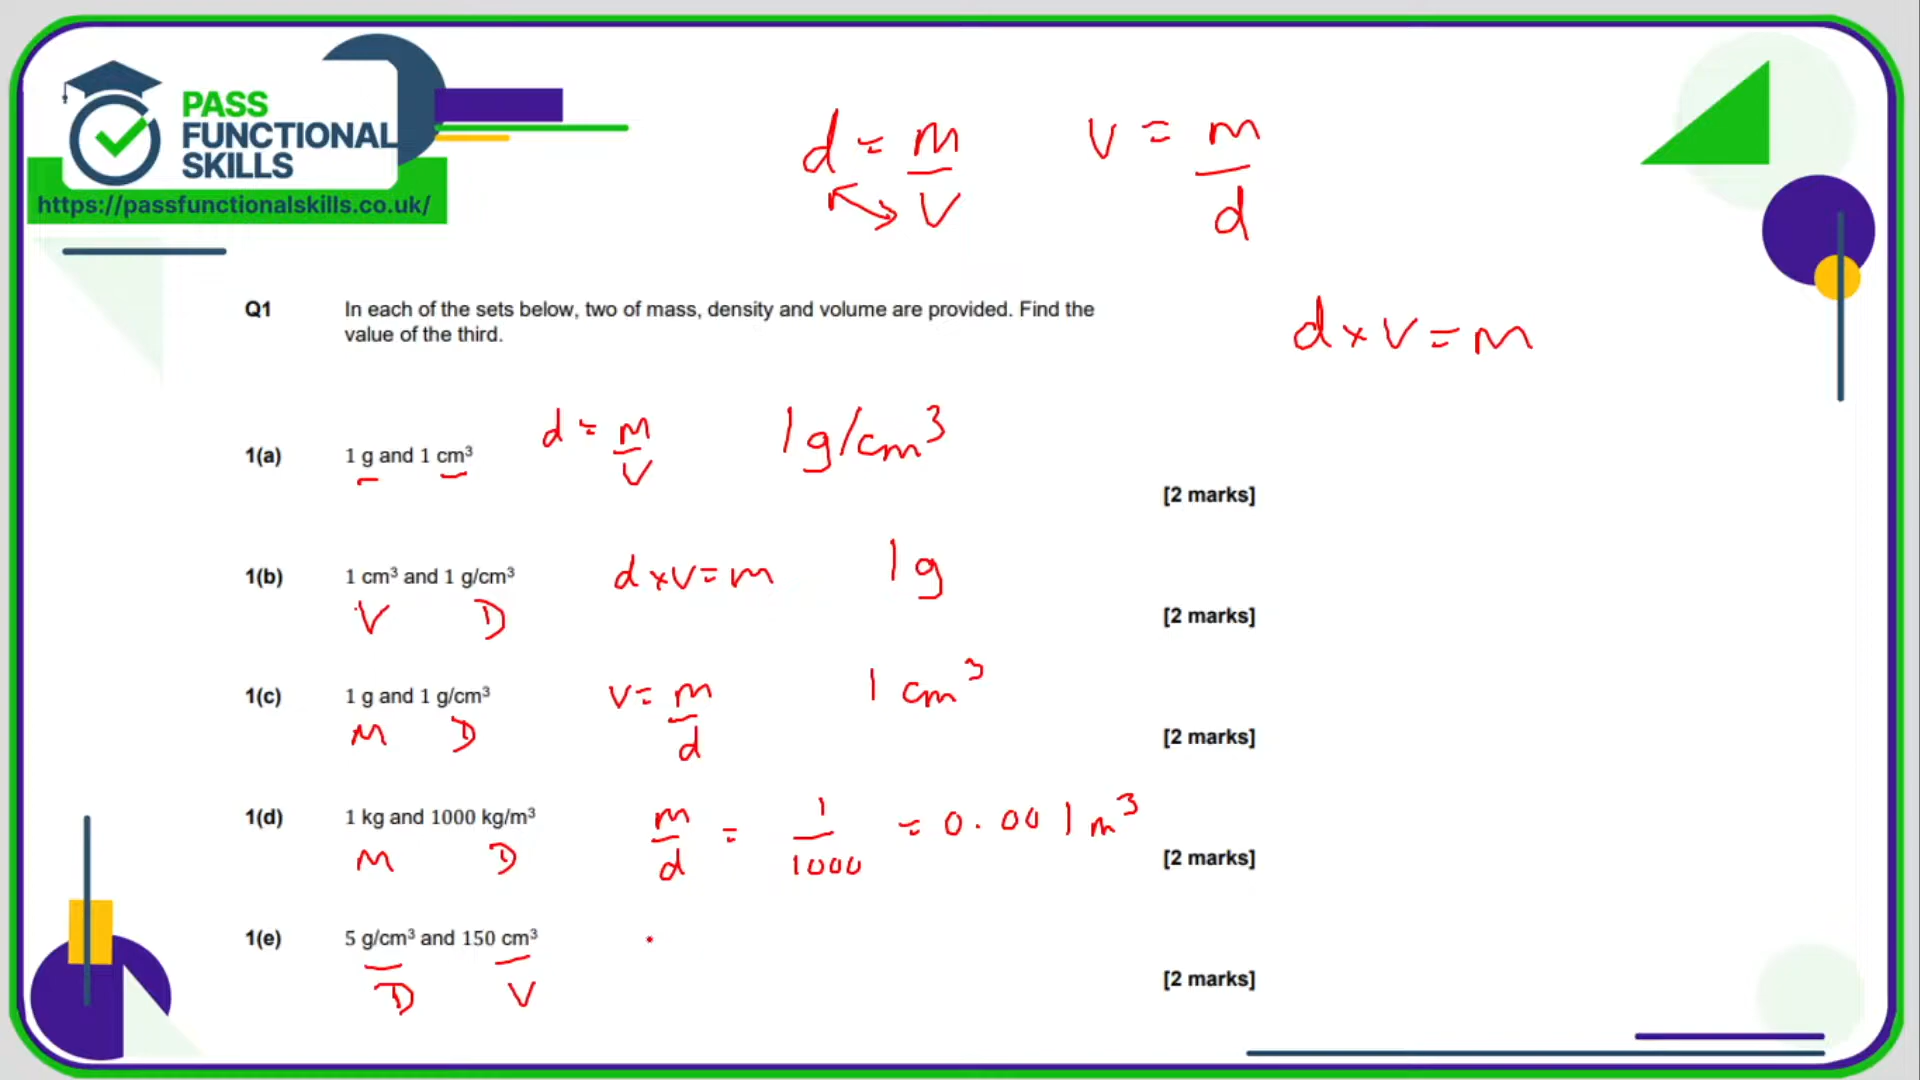 PASS
FUNCTIONAL
SKILLS
https://passfunctionalskills.co.uk/
d = m/V
V = m/d
Q1 In each of the sets below, two of mass, density and volume are provided. Find the
value of the third.
d × V = m
1(a) 1 g and 1 cm³ d = m/V 1g/cm³
[2 marks]
1(b) 1 cm³ and 1 g/cm³ d × V = m 1g
V D
[2 marks]
1(c) 1 g and 1 g/cm³ V = m/d 1 cm³
M D
[2 marks]
1(d) 1 kg and 1000 kg/m³ m/d = 1/1000 = 0.001 m³
M D
[2 marks]
1(e) 5 g/cm³ and 150 cm³
D V
[2 marks]